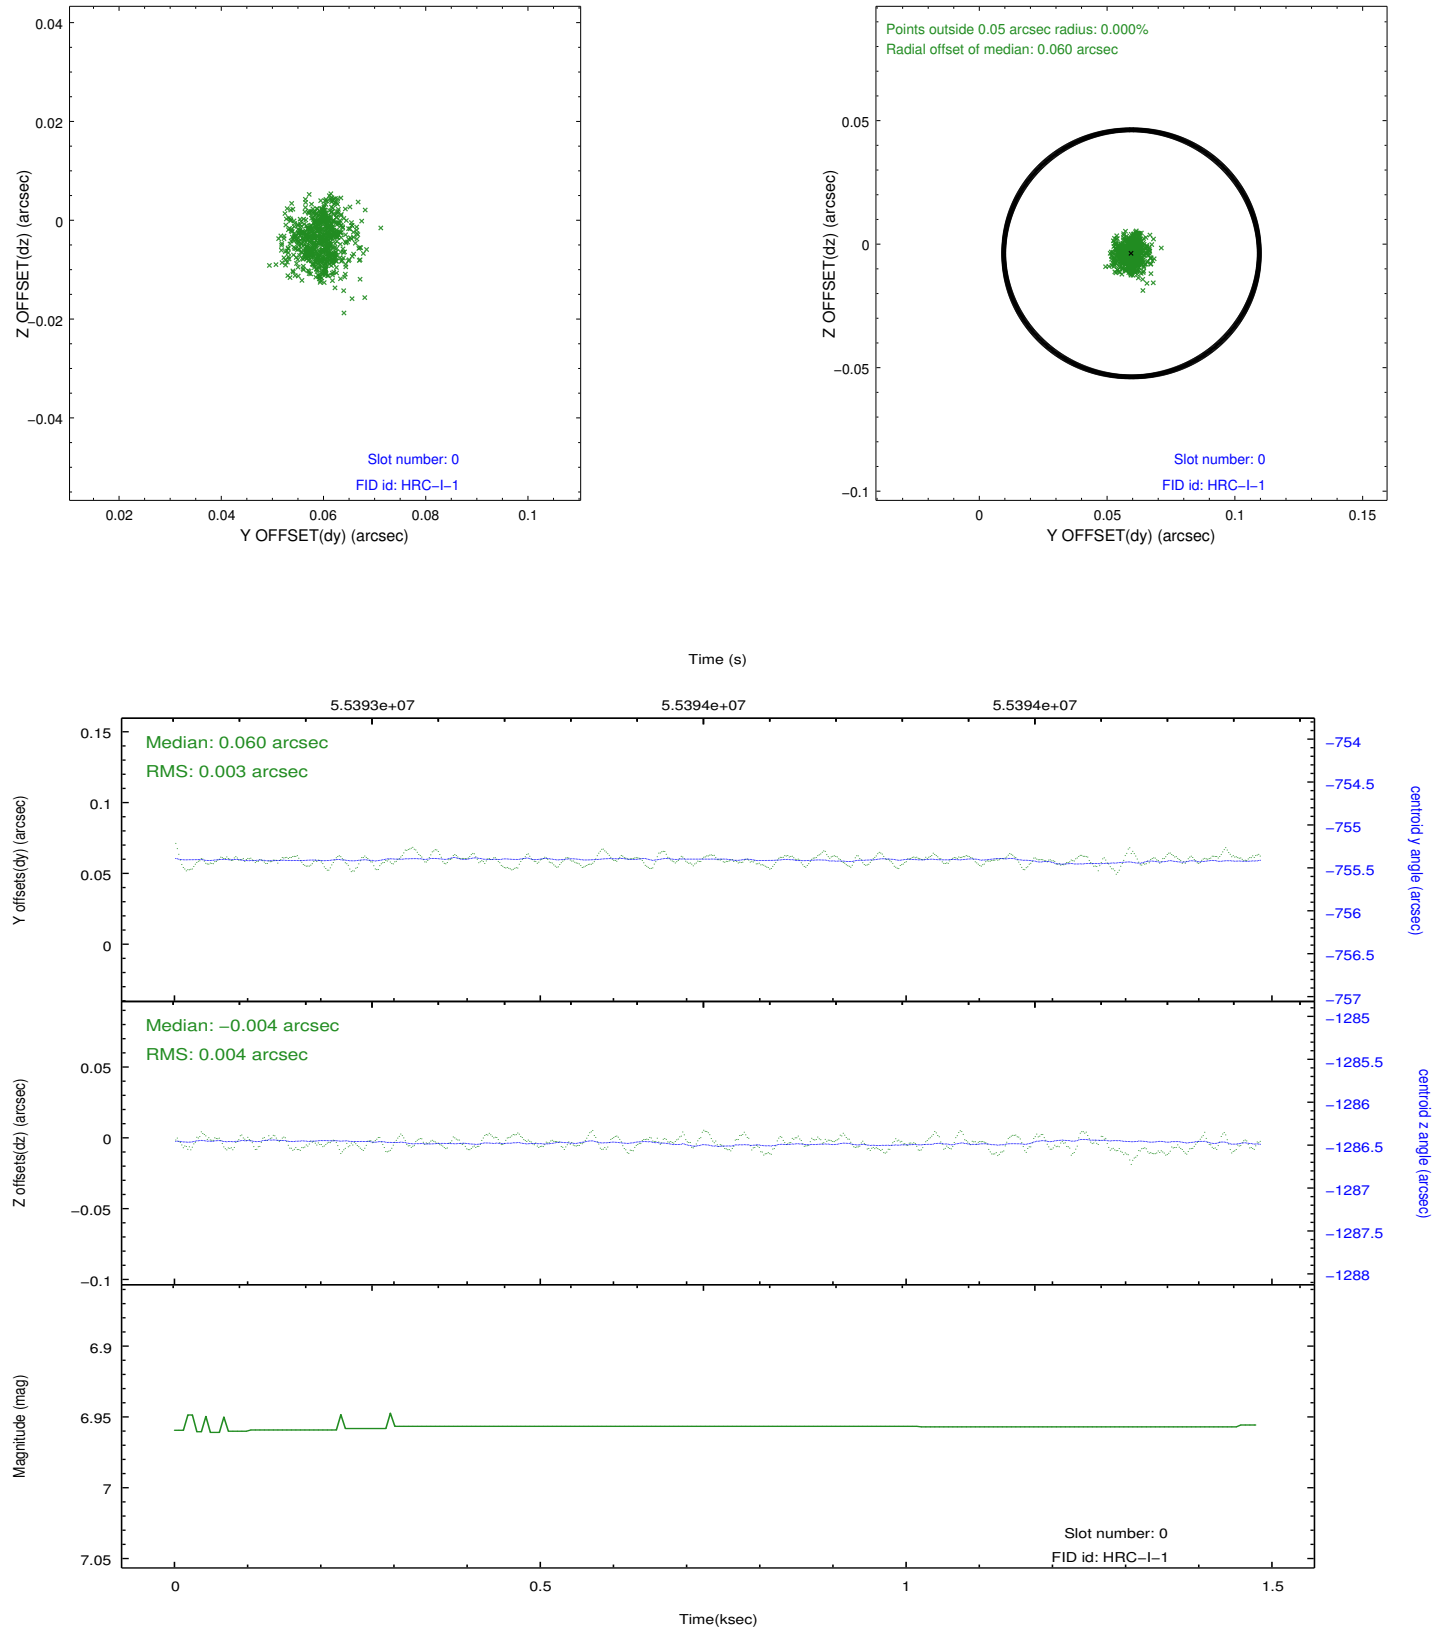 0.04
0.02
0
−0.02
−0.04
Z OFFSET(dz) (arcsec)
Slot number: 0
FID id: HRC−I−1
0.02
0.04
0.06
0.08
0.1
Y OFFSET(dy) (arcsec)
Points outside 0.05 arcsec radius: 0.000%
Radial offset of median: 0.060 arcsec
0.05
0
−0.05
−0.1
Z OFFSET(dz) (arcsec)
Slot number: 0
FID id: HRC−I−1
0
0.05
0.1
0.15
Y OFFSET(dy) (arcsec)
Time (s)
5.5393e+07
5.5394e+07
5.5394e+07
Median: 0.060 arcsec
RMS: 0.003 arcsec
0.15
0.1
0.05
0
Y offsets(dy) (arcsec)
−754
−754.5
−755
−755.5
−756
−756.5
−757
centroid y angle (arcsec)
Median: −0.004 arcsec
RMS: 0.004 arcsec
0.05
0
−0.05
−0.1
Z offsets(dz) (arcsec)
−1285
−1285.5
−1286
−1286.5
−1287
−1287.5
−1288
centroid z angle (arcsec)
6.9
6.95
7
7.05
Magnitude (mag)
Slot number: 0
FID id: HRC−I−1
0
0.5
1
1.5
Time(ksec)